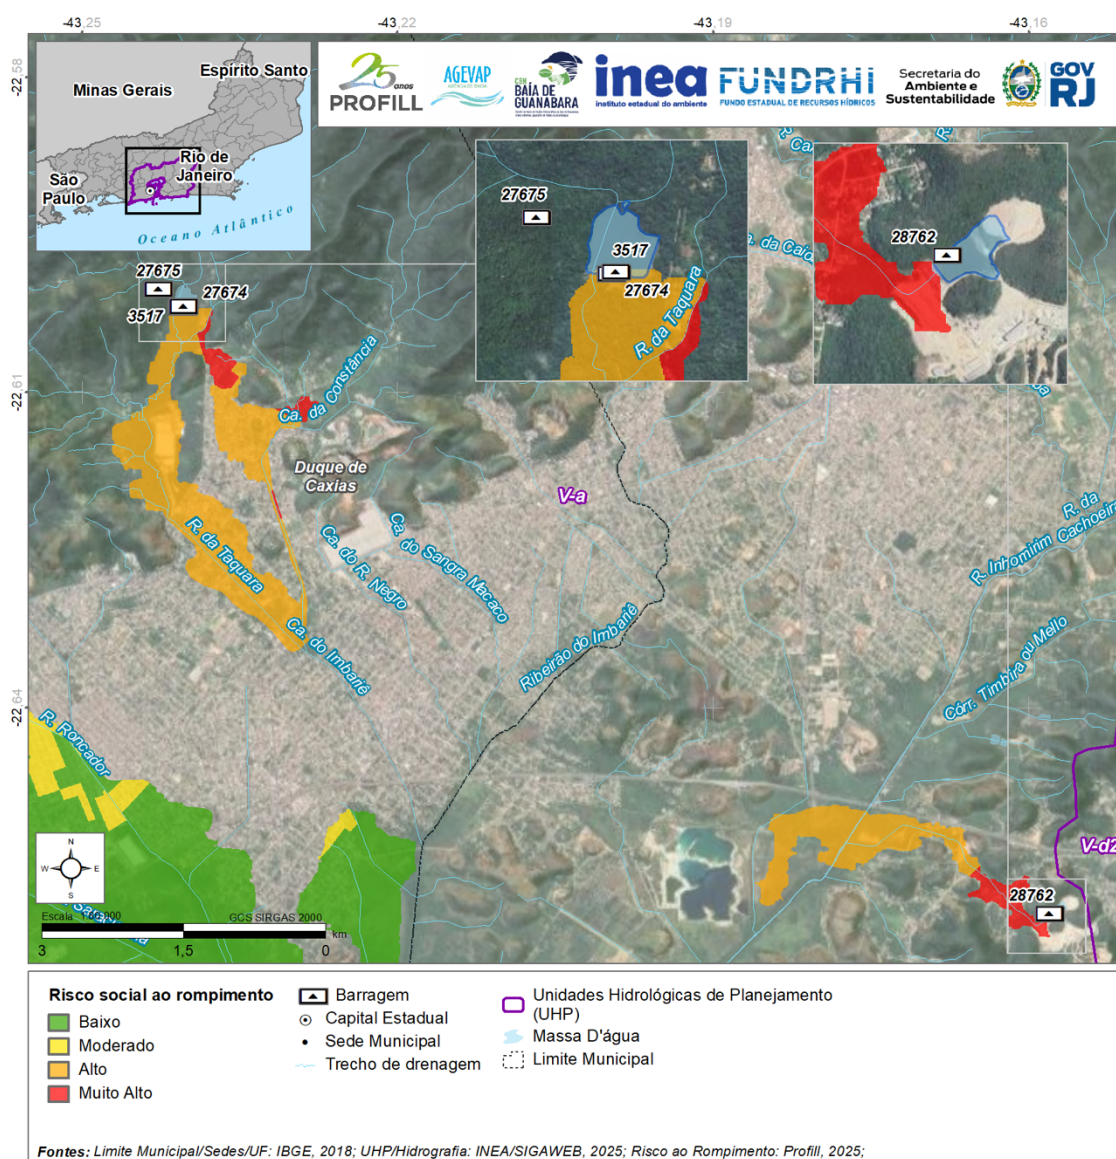 -43,25
-43,22
-43,19
-43,16
-22,58
-22,61
-22,64
Espírito Santo
Minas Gerais
Rio de
Janeiro
São
Paulo
Oceano Atlântico
25
anos
PROFILL
AGEVAP
CBH
BAÍA DE
GUANABARA
inea
instituto estadual do ambiente
FUNDRHI
FUNDO ESTADUAL DE RECURSOS HÍDRICOS
Secretaria do
Ambiente e
Sustentabilidade
GOV
RJ
27675
3517
27674
R. da Taquara
28762
27675
27674
3517
Ca. da Constância
Duque de
Caxias
V-a
R. da Taquara
Ca. do R. Negro
Ca. do Sangra Macaco
Ca. do Imbariê
Ribeirão do Imbariê
R. da
R. Inhomirim Cachoeira
Córr. Timbira ou Mello
R. Roncador
V-d2
28762
N
W
E
S
GCS SIRGAS 2000
km
3
1,5
0
Risco social ao rompimento
Baixo
Moderado
Alto
Muito Alto
Barragem
Capital Estadual
Sede Municipal
Trecho de drenagem
Unidades Hidrológicas de Planejamento
(UHP)
Massa D'água
Limite Municipal
Fontes: Limite Municipal/Sedes/UF: IBGE, 2018; UHP/Hidrografia: INEA/SIGAWEB, 2025; Risco ao Rompimento: Profill, 2025;